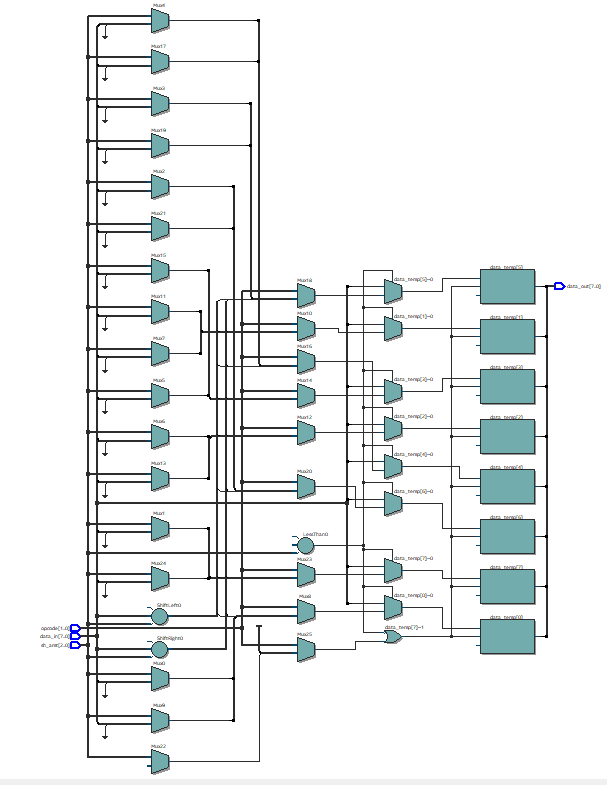 Mux4
Mux17
Mux3
Mux19
Mux2
Mux21
Mux15
Mux11
Mux7
Mux5
Mux6
Mux13
Mux1
Mux24
ShiftLeft0
ShiftRight0
Mux0
Mux9
Mux22
opcode[1..0]
data_in[7..0]
sh_amt[2..0]
Mux18
Mux10
Mux16
Mux14
Mux12
Mux20
LessThan0
Mux23
Mux8
Mux25
data_temp[5]~0
data_temp[1]~0
data_temp[3]~0
data_temp[2]~0
data_temp[4]~0
data_temp[6]~0
data_temp[7]~0
data_temp[0]~0
data_temp[7]~1
data_temp[5]
data_temp[1]
data_temp[3]
data_temp[2]
data_temp[4]
data_temp[6]
data_temp[7]
data_temp[0]
data_out[7..0]